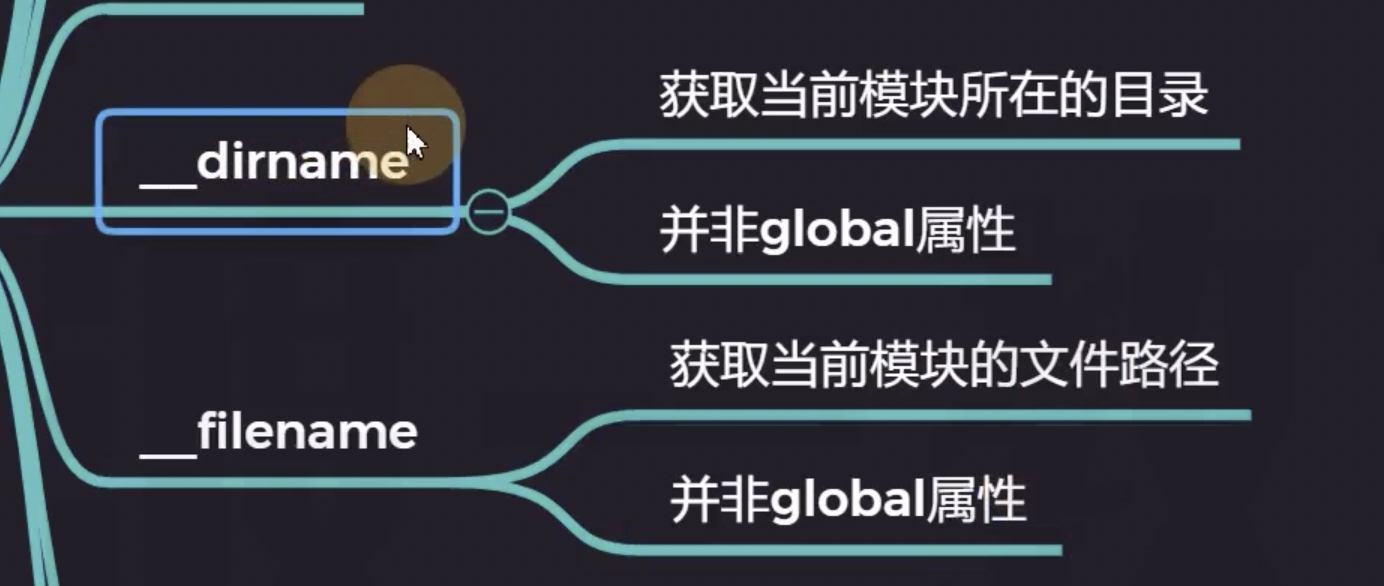 __dirname
获取当前模块所在的目录
并非global属性
__filename
获取当前模块的文件路径
并非global属性